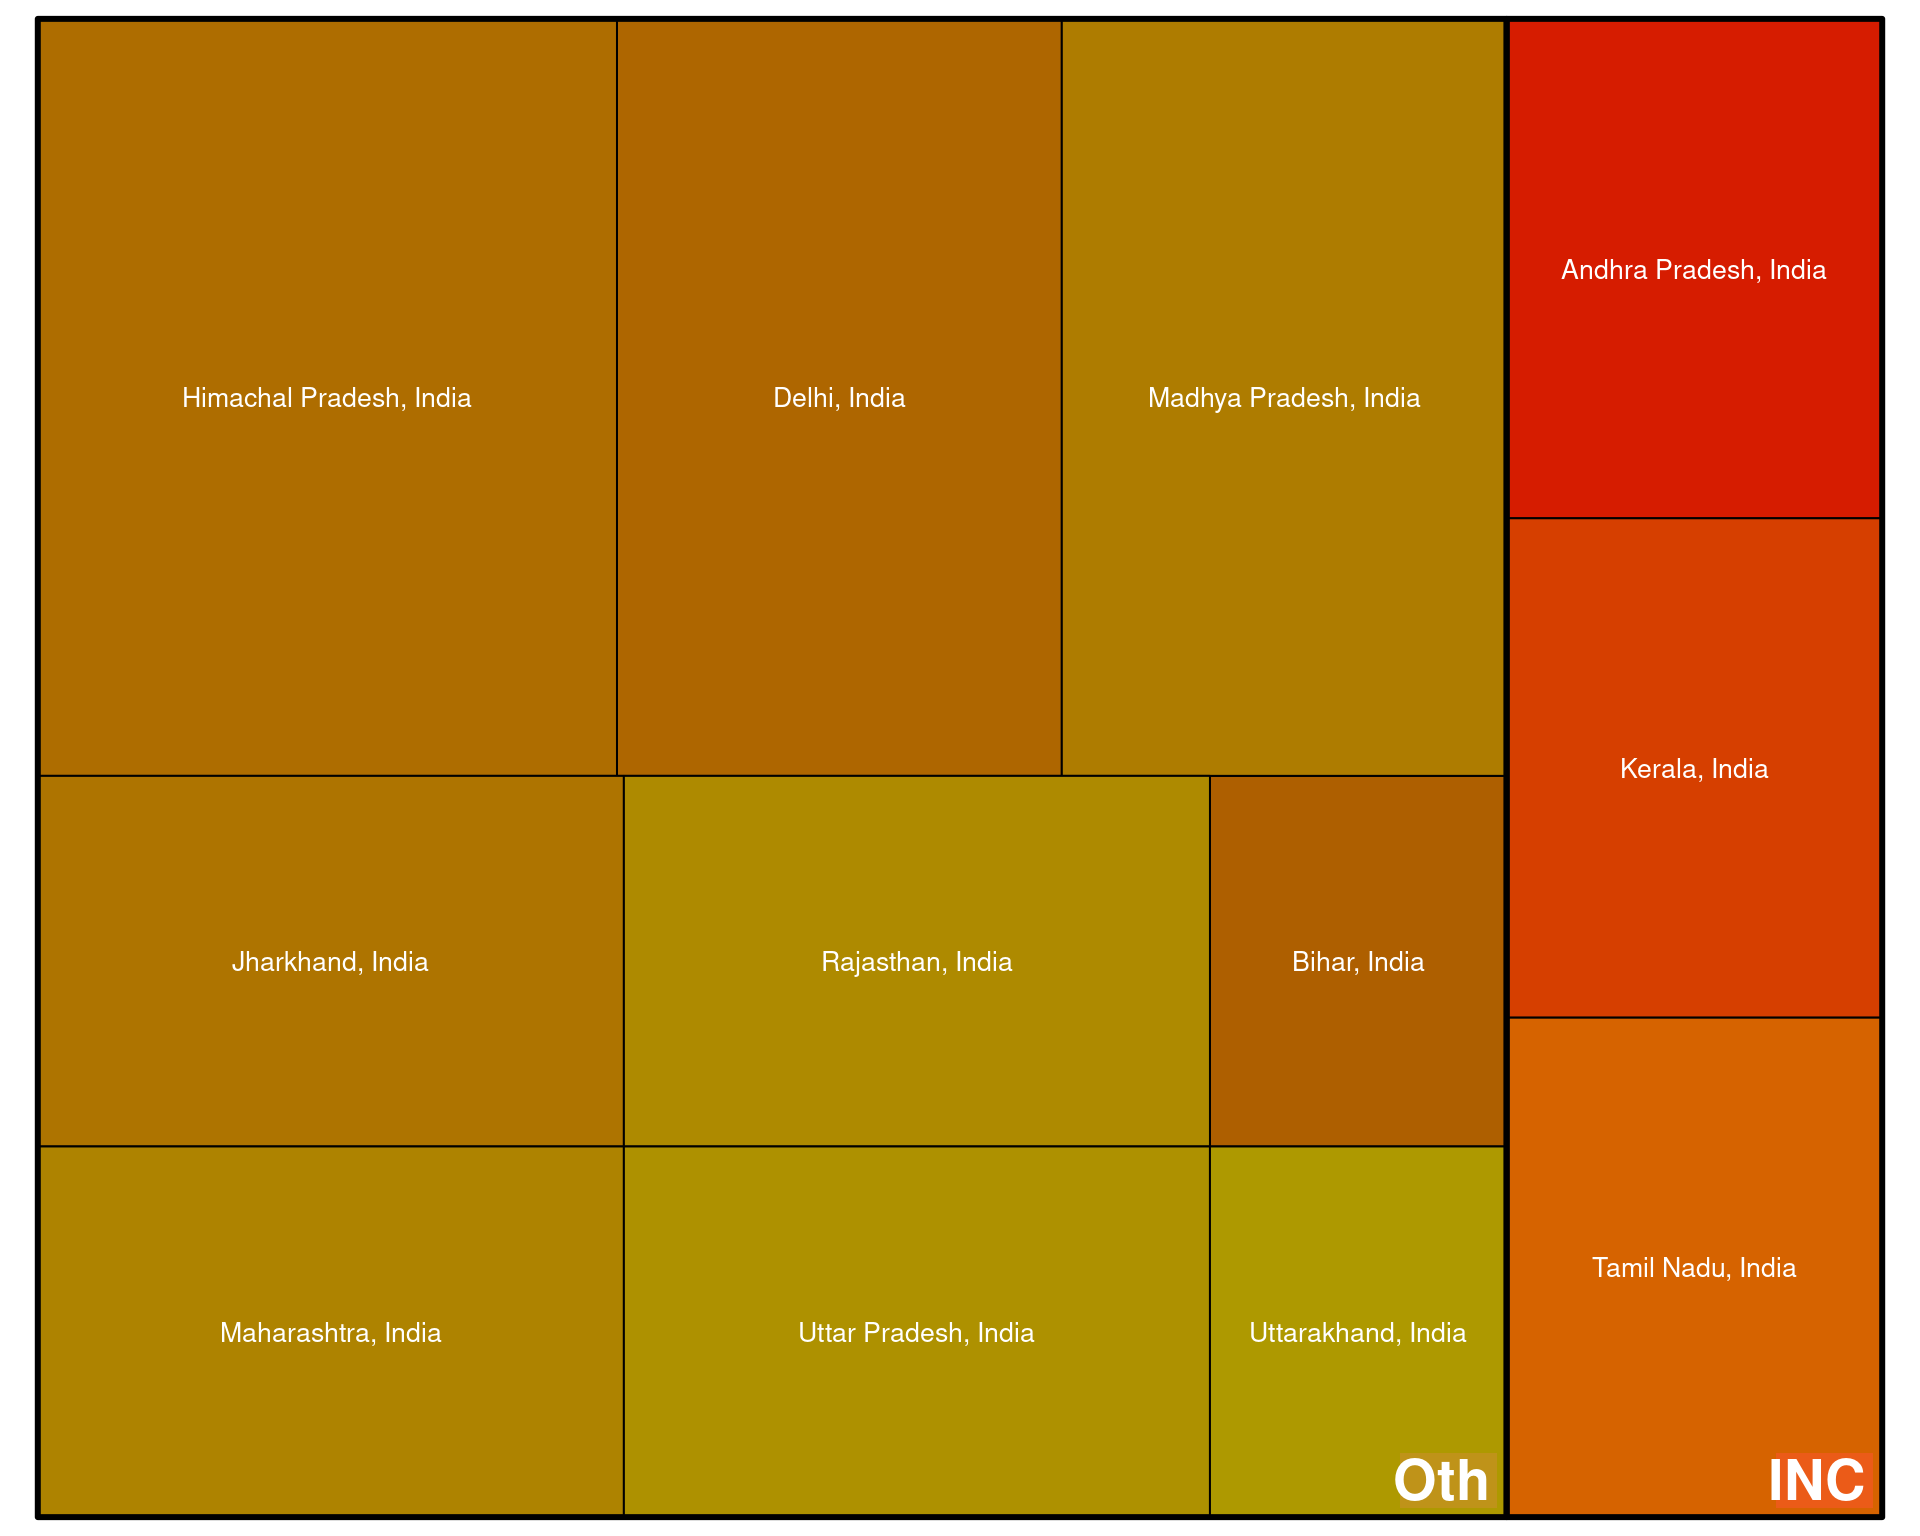 Himachal Pradesh, India
Delhi, India
Madhya Pradesh, India
Andhra Pradesh, India
Kerala, India
Jharkhand, India
Rajasthan, India
Bihar, India
Tamil Nadu, India
Maharashtra, India
Uttar Pradesh, India
Uttarakhand, India
Oth
INC